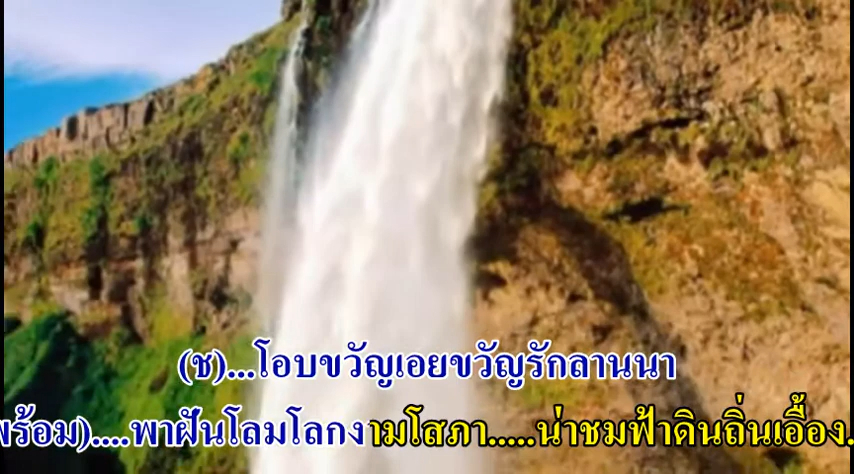 (ช)...โอบขวัญเอยขวัญรักลานนา
พร้อม)....พาฝันโลมโลกงามโสภา.....น่าชมฟ้าดินถิ่นเอื้อง.